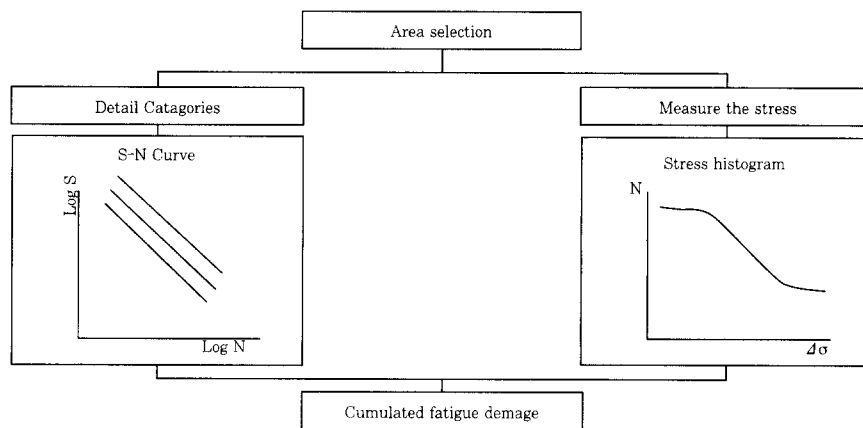 Area selection
Detail Catagories
Measure the stress
S-N Curve
Log S
Log N
Stress histogram
N
Δσ
Cumulated fatigue demage